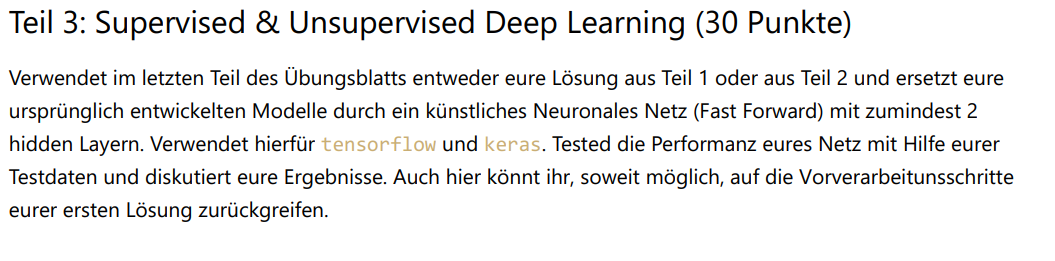 Teil 3: Supervised & Unsupervised Deep Learning (30 Punkte)
Verwendet im letzten Teil des Übungsblatts entweder eure Lösung aus Teil 1 oder aus Teil 2 und ersetzt eure
ursprünglich entwickelten Modelle durch ein künstliches Neuronales Netz (Fast Forward) mit zumindest 2
hidden Layern. Verwendet hierfür tensorflow und keras. Tested die Performanz eures Netz mit Hilfe eurer
Testdaten und diskutiert eure Ergebnisse. Auch hier könnt ihr, soweit möglich, auf die Vorverarbeitunsschritte
eurer ersten Lösung zurückgreifen.